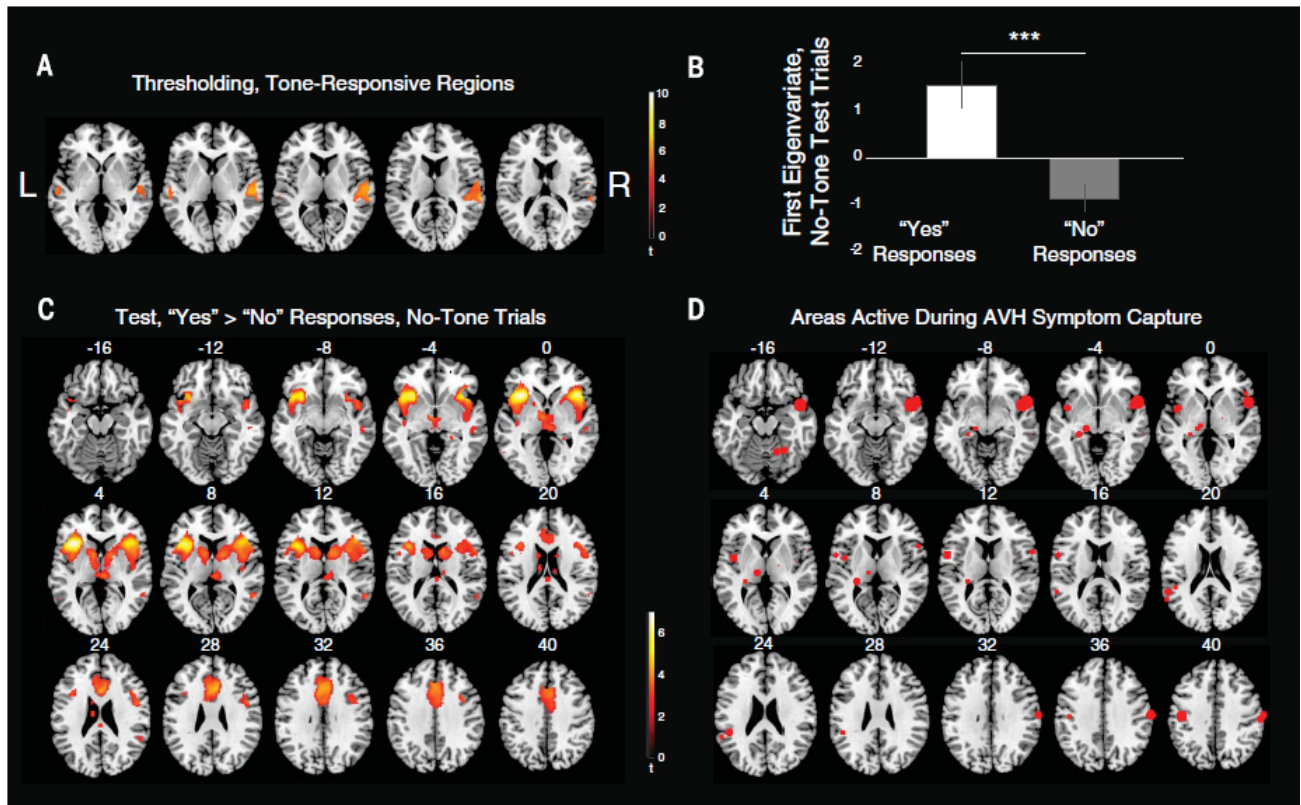 A
Thresholding, Tone-Responsive Regions
L
R
10
8
6
4
2
0
t
B
First Eigenvariate,
No-Tone Test Trials
***
2
1
0
-1
-2
"Yes"
Responses
"No"
Responses
C
Test, "Yes" > "No" Responses, No-Tone Trials
-16 -12 -8 -4 0
4 8 12 16 20
24 28 32 36 40
6
4
2
0
t
D
Areas Active During AVH Symptom Capture
-16 -12 -8 -4 0
4 8 12 16 20
24 28 32 36 40